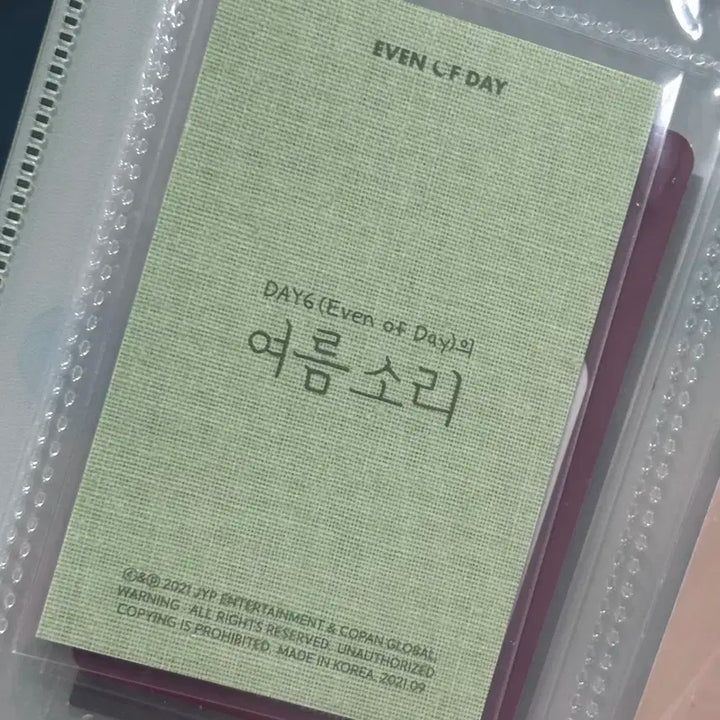 EVEN OF DAY
DAY6 (Even of Day)의
여름소리
©&℗ 2021 JYP ENTERTAINMENT & COPAN GLOBAL.
WARNING : ALL RIGHTS RESERVED. UNAUTHORIZED
COPYING IS PROHIBITED. MADE IN KOREA. 2021.09